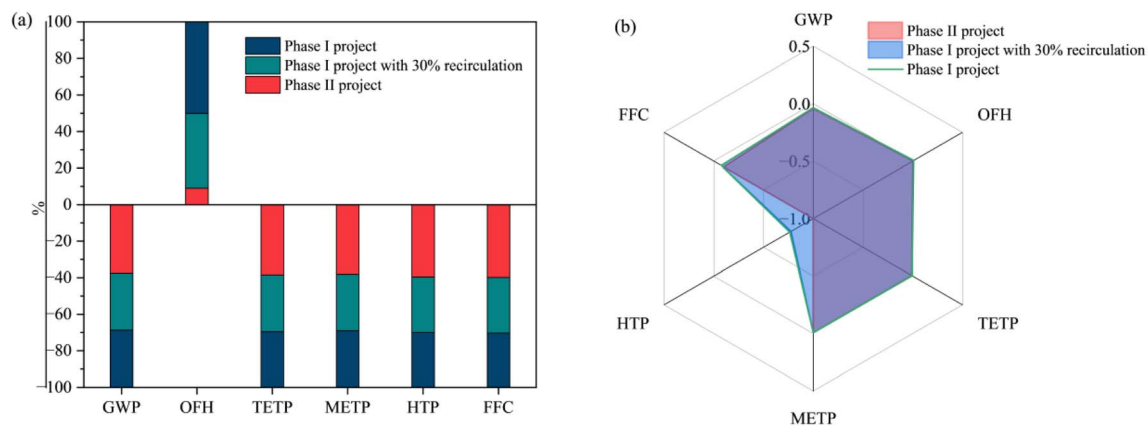 (a)
100
80
60
40
20
0
−20
−40
−60
−80
−100
%
Phase I project
Phase I project with 30% recirculation
Phase II project
GWP OFH TETP METP HTP FFC
(b)
GWP
Phase II project
Phase I project with 30% recirculation
Phase I project
0.5
0.0
−0.5
−1.0
FFC
OFH
HTP
TETP
METP